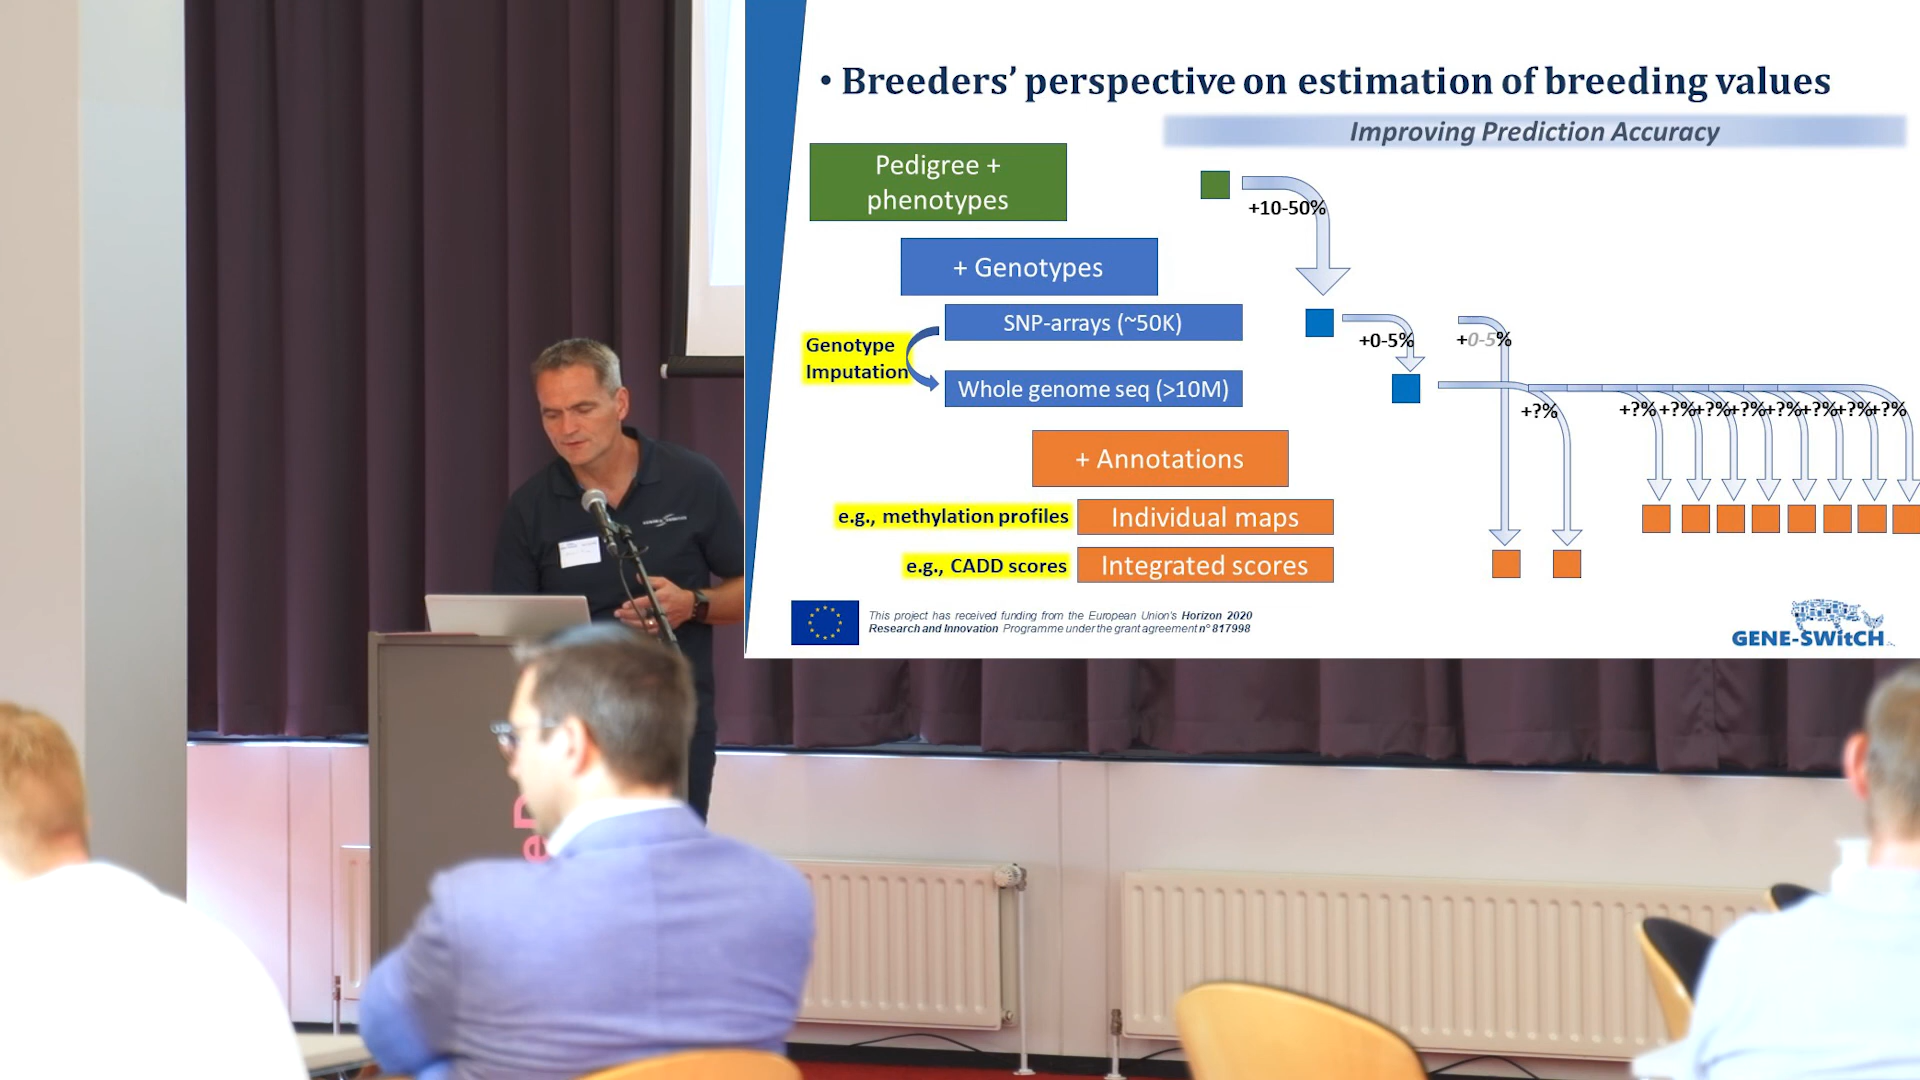 • Breeders’ perspective on estimation of breeding values
Improving Prediction Accuracy
Pedigree +
phenotypes
+10-50%
+ Genotypes
SNP-arrays (~50K)
Genotype
Imputation
+0-5%
+0-5%
Whole genome seq (>10M)
+?%
+?%
+?%
+?%
+?%
+?%
+?%
+?%
+?%
+ Annotations
e.g., methylation profiles
Individual maps
e.g., CADD scores
Integrated scores
This project has received funding from the European Union's Horizon 2020
Research and Innovation Programme under the grant agreement n° 817998
GENE-SWitCH
eD